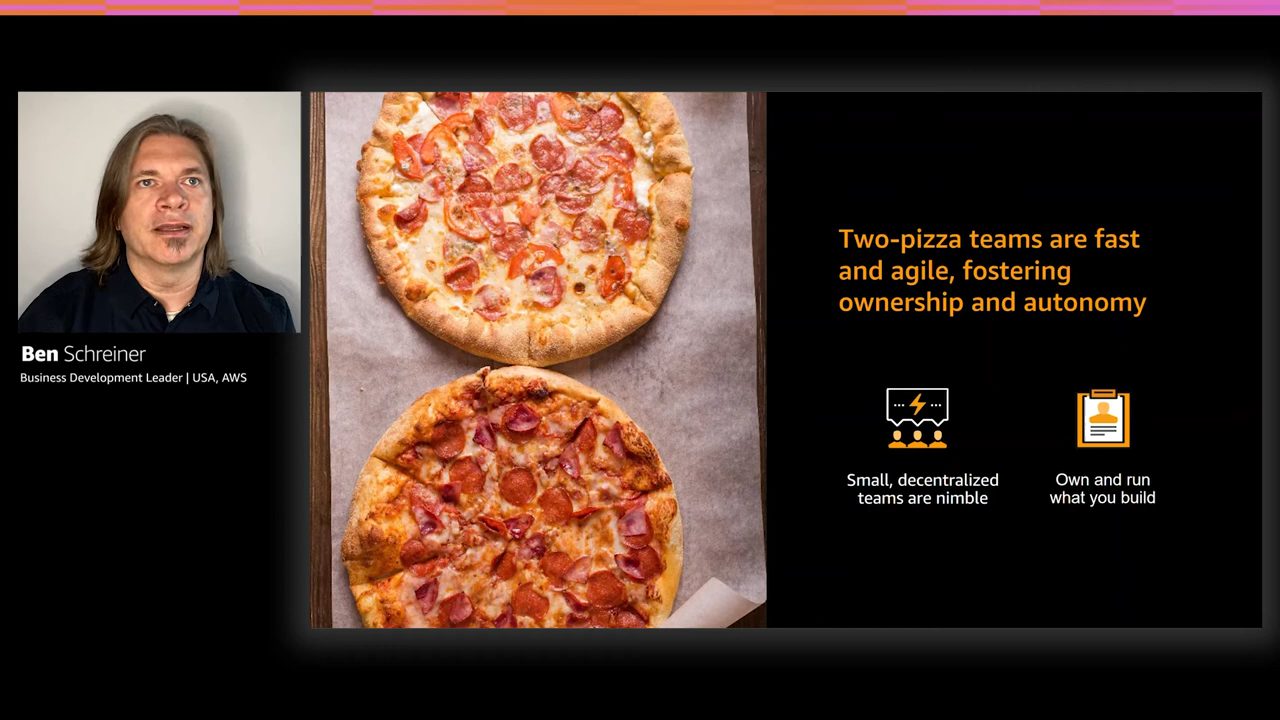 Ben Schreiner
Business Development Leader | USA, AWS
Two-pizza teams are fast
and agile, fostering
ownership and autonomy
Small, decentralized
teams are nimble
Own and run
what you build